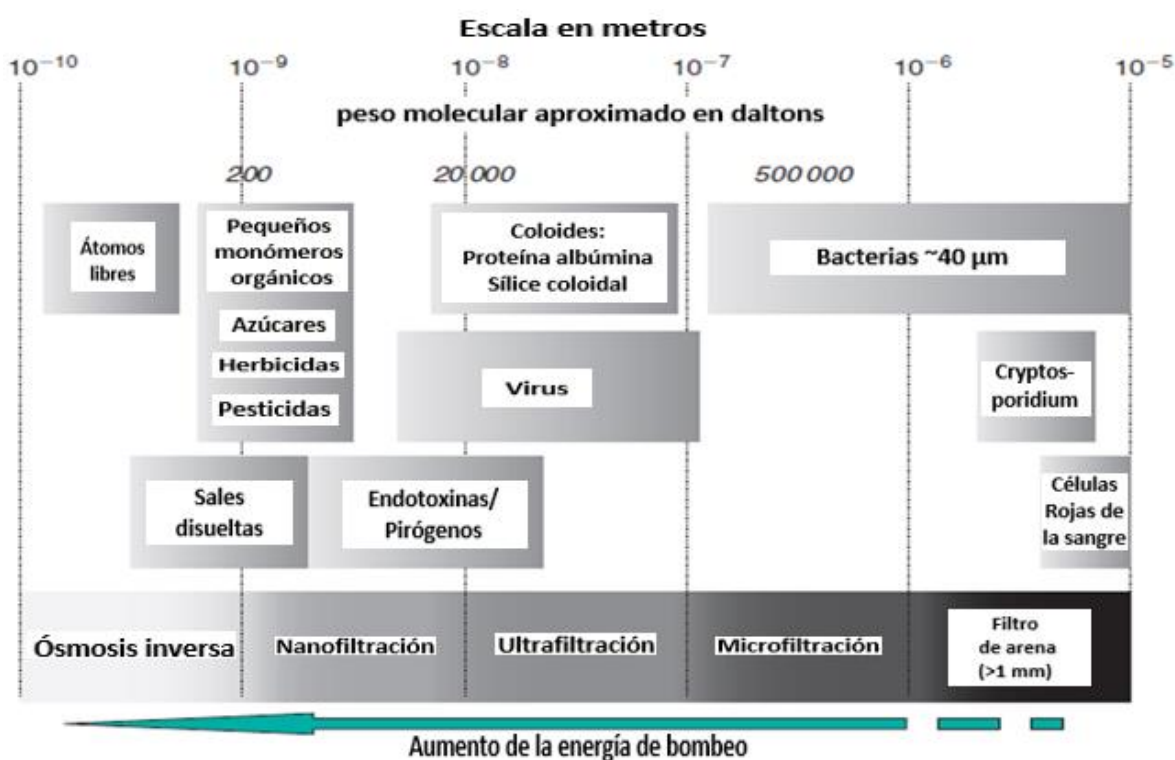 Escala en metros
10⁻¹⁰ 10⁻⁹ 10⁻⁸ 10⁻⁷ 10⁻⁶ 10⁻⁵
peso molecular aproximado en daltons
200 20 000 500 000
Átomos
libres
Pequeños
monómeros
orgánicos
Azúcares
Herbicidas
Pesticidas
Coloides:
Proteína albúmina
Sílice coloidal
Bacterias ~40 µm
Virus
Cryptos-
poridium
Sales
disueltas
Endotoxinas/
Pirógenos
Células
Rojas de
la sangre
Ósmosis inversa
Nanofiltración
Ultrafiltración
Microfiltración
Filtro
de arena
(>1 mm)
Aumento de la energía de bombeo